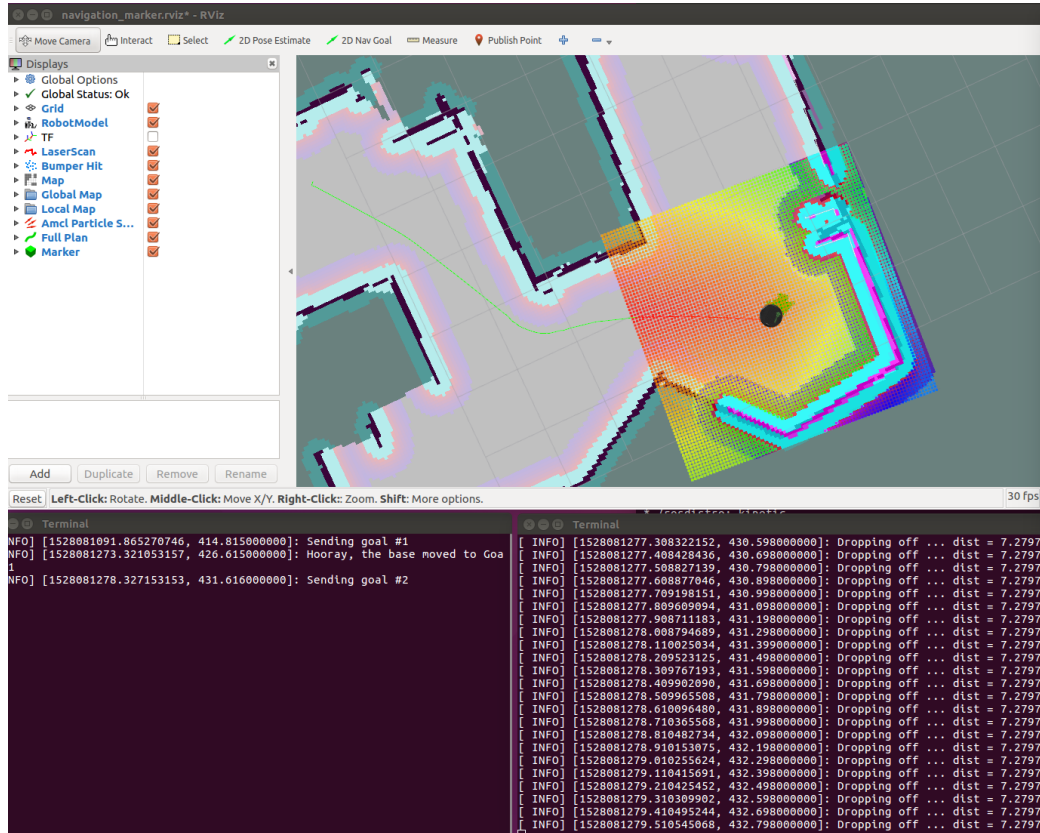 navigation_marker.rviz* - RViz
Move Camera Interact Select 2D Pose Estimate 2D Nav Goal Measure Publish Point
Displays
Global Options
Global Status: Ok
Grid
RobotModel
TF
LaserScan
Bumper Hit
Map
Global Map
Local Map
Amcl Particle S...
Full Plan
Marker
Add Duplicate Remove Rename
Reset Left-Click: Rotate. Middle-Click: Move X/Y. Right-Click:: Zoom. Shift: More options. 30 fps
Terminal
NFO] [1528081091.865270746, 414.815000000]: Sending goal #1
NFO] [1528081273.321053157, 426.615000000]: Hooray, the base moved to Goa
1
NFO] [1528081278.327153153, 431.616000000]: Sending goal #2
* /rosdistro: kinetic
Terminal
[ INFO] [1528081277.308322152, 430.598000000]: Dropping off ... dist = 7.2797
[ INFO] [1528081277.408428436, 430.698000000]: Dropping off ... dist = 7.2797
[ INFO] [1528081277.508827139, 430.798000000]: Dropping off ... dist = 7.2797
[ INFO] [1528081277.608877046, 430.898000000]: Dropping off ... dist = 7.2797
[ INFO] [1528081277.709198151, 430.998000000]: Dropping off ... dist = 7.2797
[ INFO] [1528081277.809609094, 431.098000000]: Dropping off ... dist = 7.2797
[ INFO] [1528081277.908711183, 431.198000000]: Dropping off ... dist = 7.2797
[ INFO] [1528081278.008794689, 431.298000000]: Dropping off ... dist = 7.2797
[ INFO] [1528081278.110025034, 431.399000000]: Dropping off ... dist = 7.2797
[ INFO] [1528081278.209523125, 431.498000000]: Dropping off ... dist = 7.2797
[ INFO] [1528081278.309767193, 431.598000000]: Dropping off ... dist = 7.2797
[ INFO] [1528081278.409902090, 431.698000000]: Dropping off ... dist = 7.2797
[ INFO] [1528081278.509965508, 431.798000000]: Dropping off ... dist = 7.2797
[ INFO] [1528081278.610096480, 431.898000000]: Dropping off ... dist = 7.2797
[ INFO] [1528081278.710365568, 431.998000000]: Dropping off ... dist = 7.2797
[ INFO] [1528081278.810482734, 432.098000000]: Dropping off ... dist = 7.2797
[ INFO] [1528081278.910153075, 432.198000000]: Dropping off ... dist = 7.2797
[ INFO] [1528081279.010255624, 432.298000000]: Dropping off ... dist = 7.2797
[ INFO] [1528081279.110415691, 432.398000000]: Dropping off ... dist = 7.2797
[ INFO] [1528081279.210425452, 432.498000000]: Dropping off ... dist = 7.2797
[ INFO] [1528081279.310309902, 432.598000000]: Dropping off ... dist = 7.2797
[ INFO] [1528081279.410495244, 432.698000000]: Dropping off ... dist = 7.2797
[ INFO] [1528081279.510545068, 432.798000000]: Dropping off ... dist = 7.2797